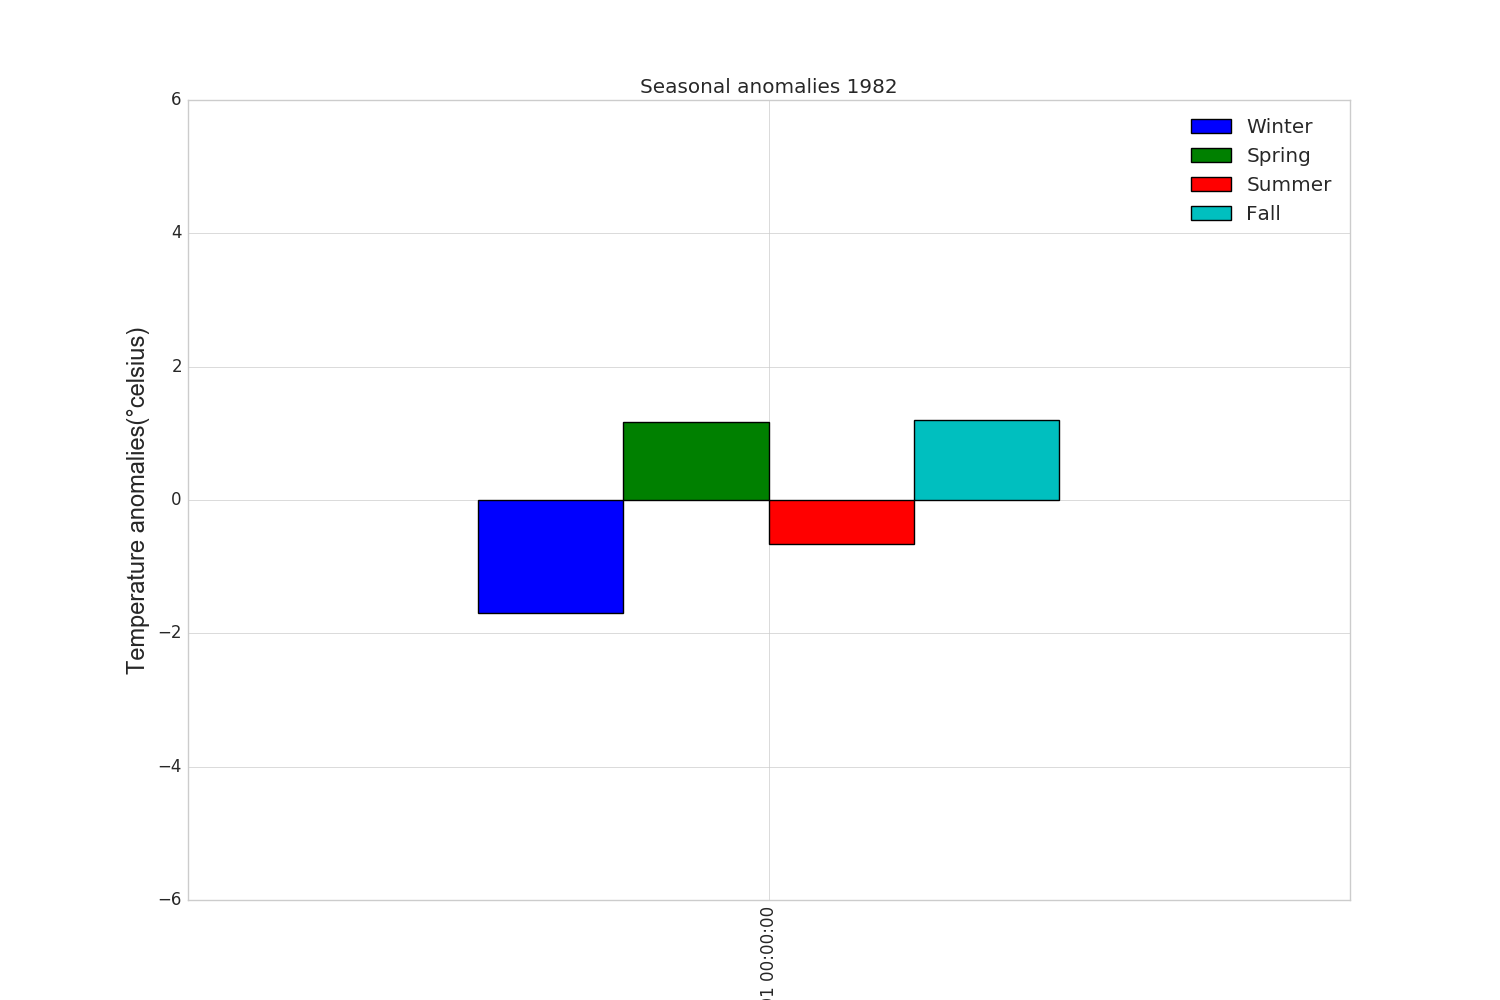 Seasonal anomalies 1982
6
4
2
0
−2
−4
−6
Temperature anomalies(°celsius)
Winter
Spring
Summer
Fall
01 00:00:00